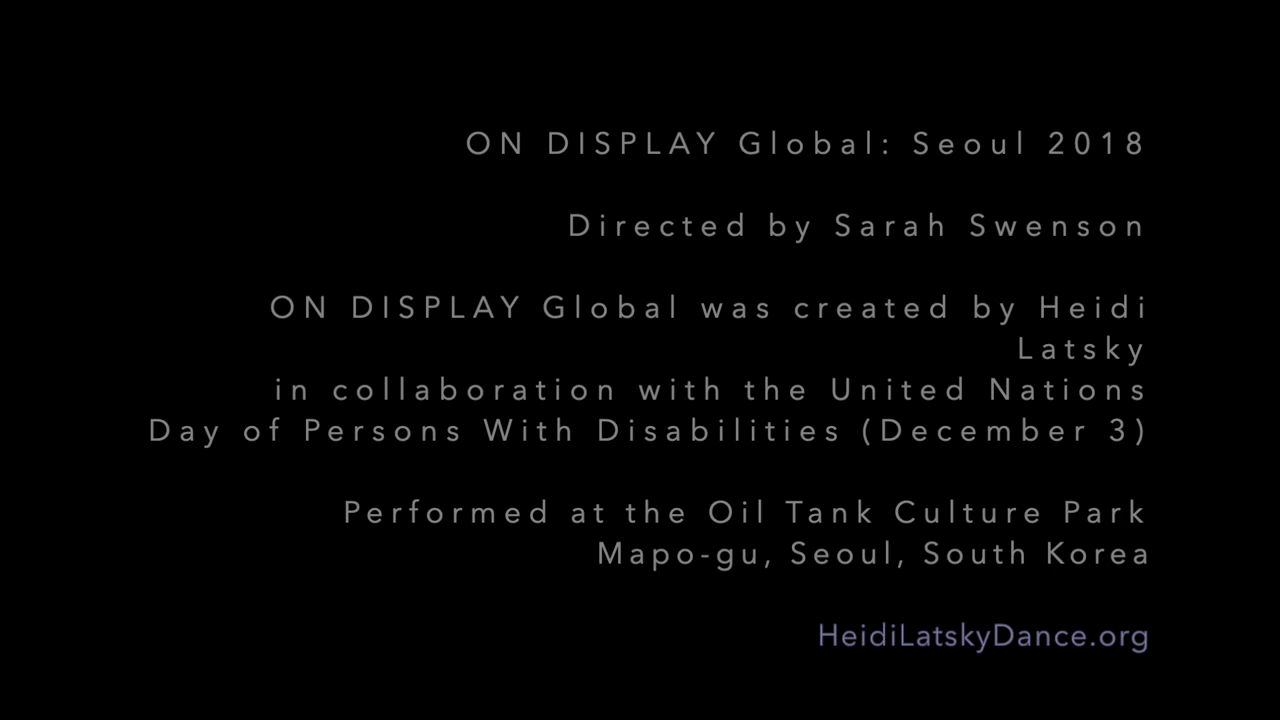 ON DISPLAY Global: Seoul 2018
Directed by Sarah Swenson
ON DISPLAY Global was created by Heidi
Latsky
in collaboration with the United Nations
Day of Persons With Disabilities (December 3)
Performed at the Oil Tank Culture Park
Mapo-gu, Seoul, South Korea
HeidiLatskyDance.org